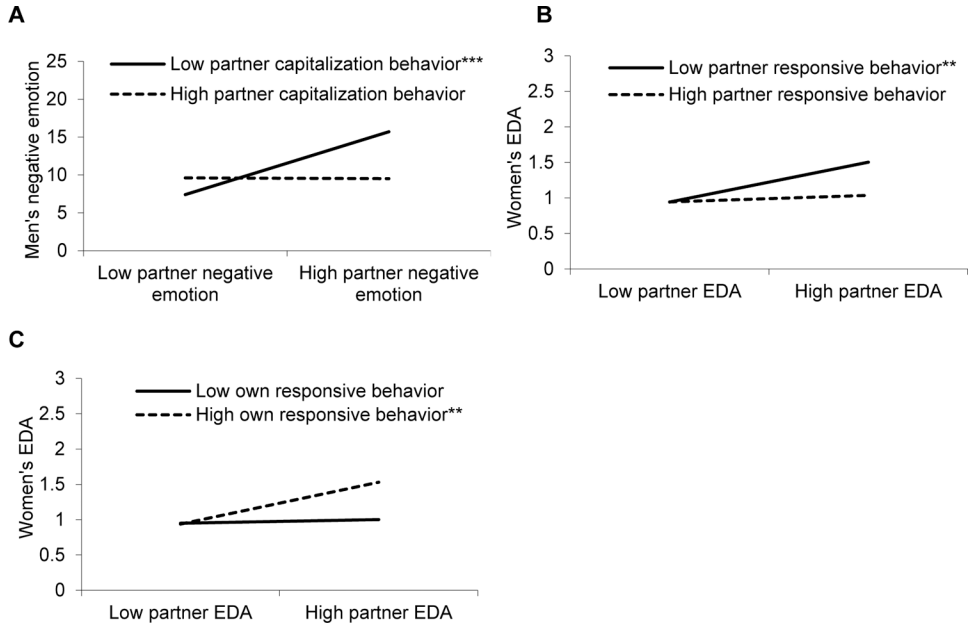 A
Men's negative emotion
25
20
15
10
5
0
Low partner capitalization behavior***
High partner capitalization behavior
Low partner negative
emotion
High partner negative
emotion
B
Women's EDA
3
2.5
2
1.5
1
0.5
0
Low partner responsive behavior**
High partner responsive behavior
Low partner EDA
High partner EDA
C
Women's EDA
3
2.5
2
1.5
1
0.5
0
Low own responsive behavior
High own responsive behavior**
Low partner EDA
High partner EDA